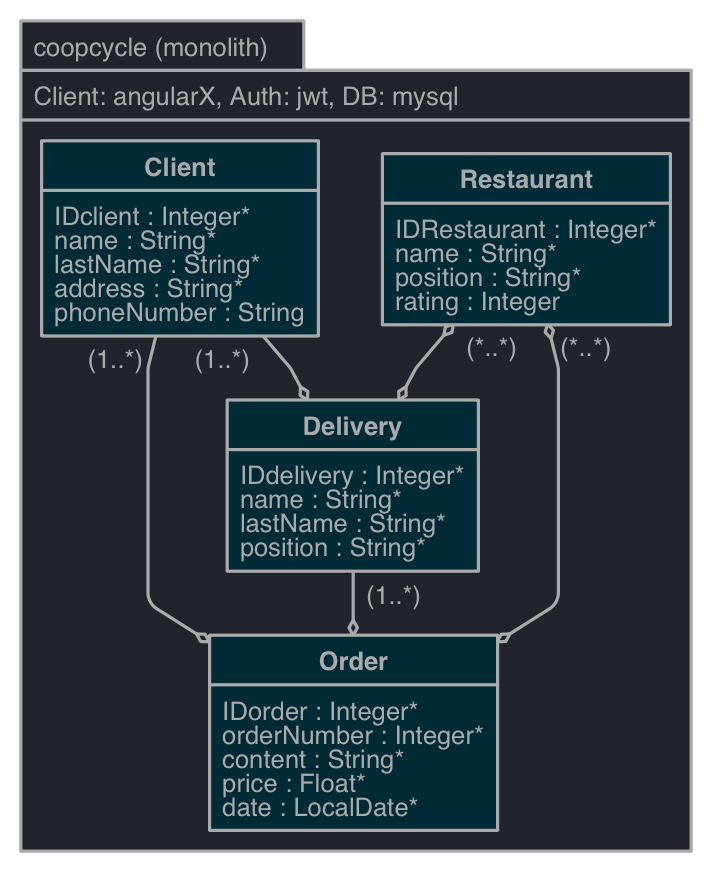 coopcycle (monolith)
Client: angularX, Auth: jwt, DB: mysql
Client
IDclient : Integer*
name : String*
lastName : String*
address : String*
phoneNumber : String
Restaurant
IDRestaurant : Integer*
name : String*
position : String*
rating : Integer
(1..*)
(1..*)
(*..*)
(*..*)
Delivery
IDdelivery : Integer*
name : String*
lastName : String*
position : String*
(1..*)
Order
IDorder : Integer*
orderNumber : Integer*
content : String*
price : Float*
date : LocalDate*